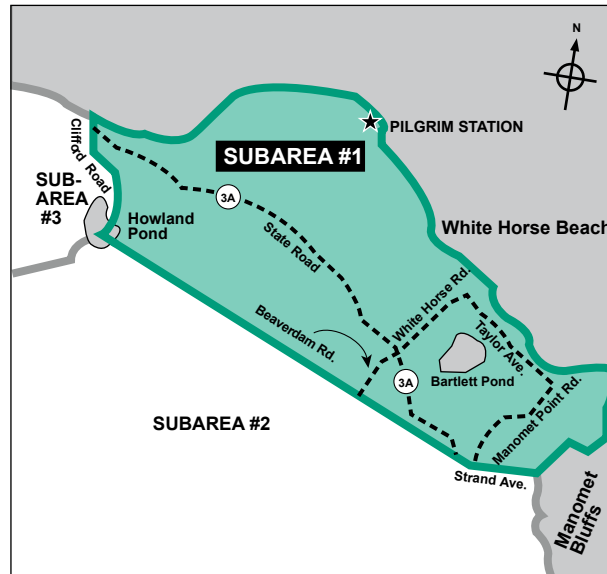 N
PILGRIM STATION
SUBAREA #1
Clifford Road
SUB-
AREA
#3
3A
Howland
Pond
White Horse Beach
State Road
White Horse Rd.
Beaverdam Rd.
Taylor Ave.
3A
Bartlett Pond
Manomet Point Rd.
SUBAREA #2
Strand Ave.
Manomet
Bluffs